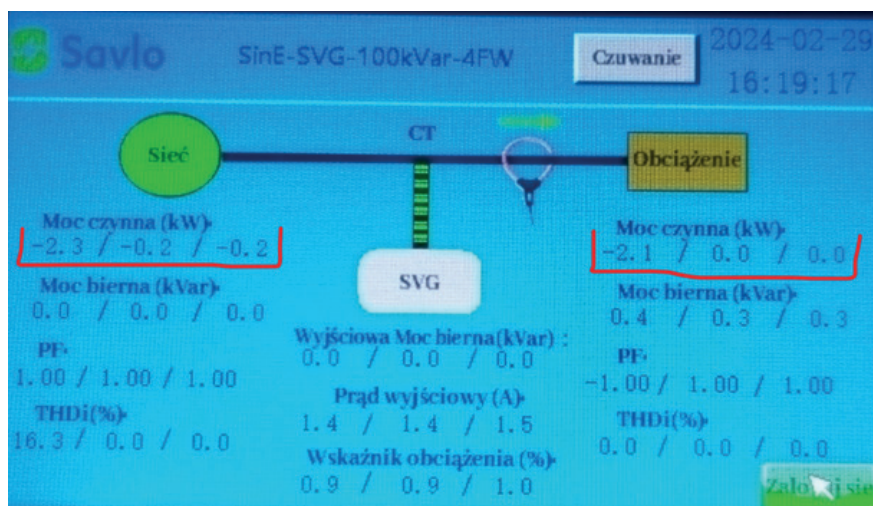 Savlo
SinE-SVG-100kVar-4FW
Czuwanie
2024-02-29
16:19:17
CT
Sieć
Obciążenie
Moc czynna (kW):
-2.3 / -0.2 / -0.2
Moc bierna (kVar):
0.0 / 0.0 / 0.0
PF:
1.00 / 1.00 / 1.00
THDi(%):
16.3 / 0.0 / 0.0
SVG
Wyjściowa Moc bierna(kVar) :
0.0 / 0.0 / 0.0
Prąd wyjściowy (A):
1.4 / 1.4 / 1.5
Wskaźnik obciążenia (%):
0.9 / 0.9 / 1.0
Moc czynna (kW):
-2.1 / 0.0 / 0.0
Moc bierna (kVar):
0.4 / 0.3 / 0.3
PF:
-1.00 / 1.00 / 1.00
THDi(%):
0.0 / 0.0 / 0.0
się